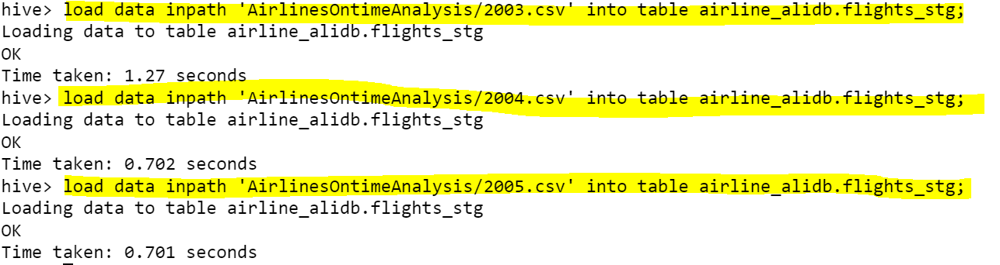 hive> load data inpath 'AirlinesOntimeAnalysis/2003.csv' into table airline_alidb.flights_stg;
Loading data to table airline_alidb.flights_stg
OK
Time taken: 1.27 seconds
hive> load data inpath 'AirlinesOntimeAnalysis/2004.csv' into table airline_alidb.flights_stg;
Loading data to table airline_alidb.flights_stg
OK
Time taken: 0.702 seconds
hive> load data inpath 'AirlinesOntimeAnalysis/2005.csv' into table airline_alidb.flights_stg;
Loading data to table airline_alidb.flights_stg
OK
Time taken: 0.701 seconds